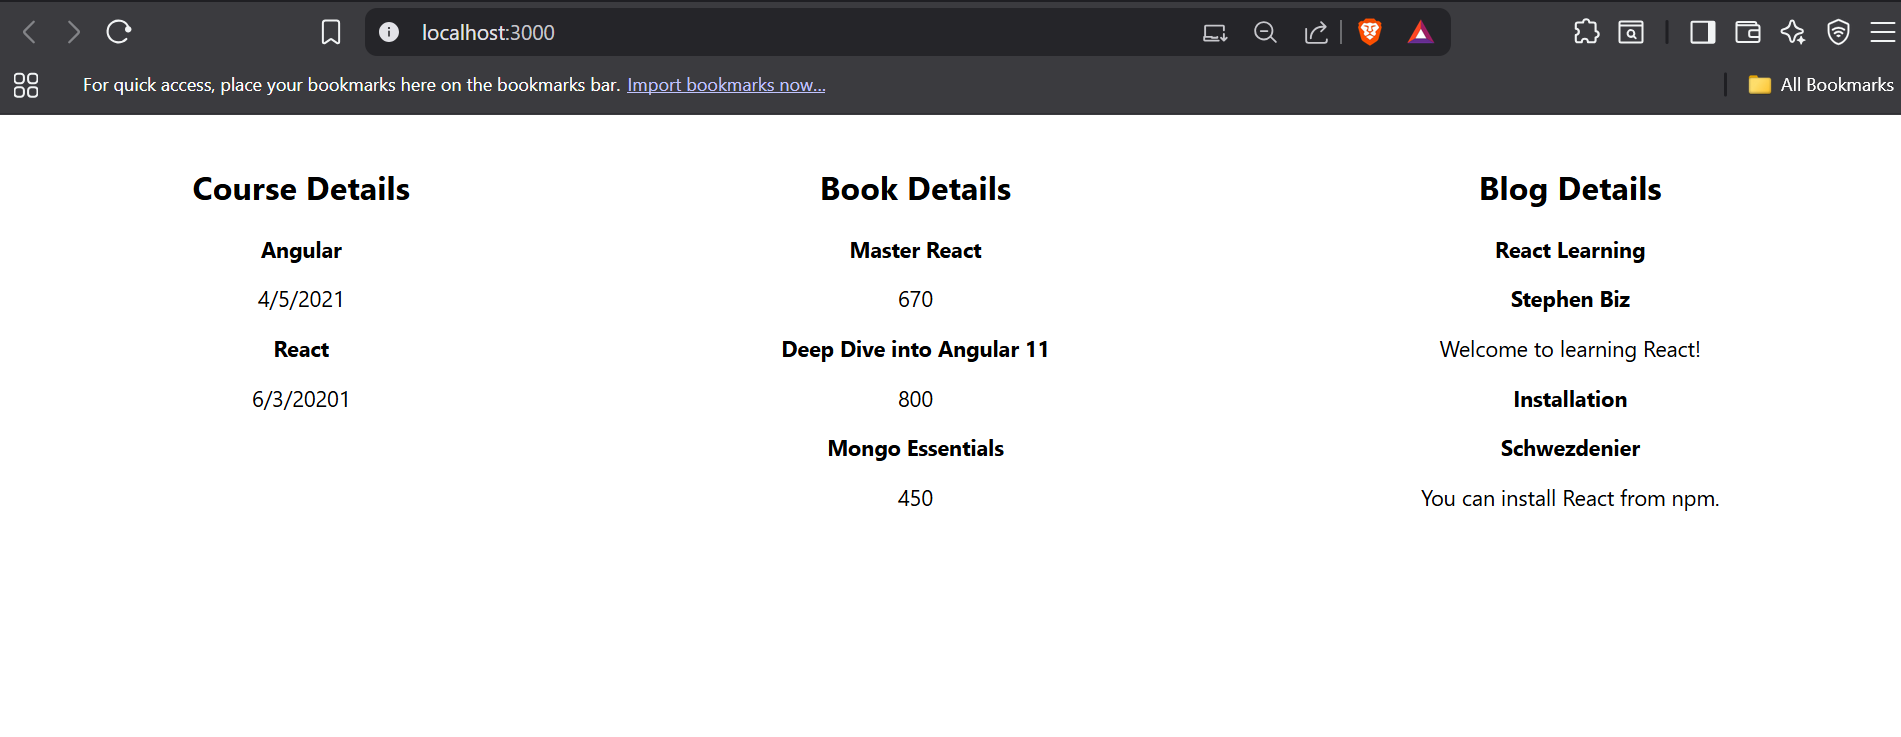 localhost:3000
For quick access, place your bookmarks here on the bookmarks bar. Import bookmarks now...
All Bookmarks
Course Details
Angular
4/5/2021
React
6/3/20201
Book Details
Master React
670
Deep Dive into Angular 11
800
Mongo Essentials
450
Blog Details
React Learning
Stephen Biz
Welcome to learning React!
Installation
Schwezdenier
You can install React from npm.